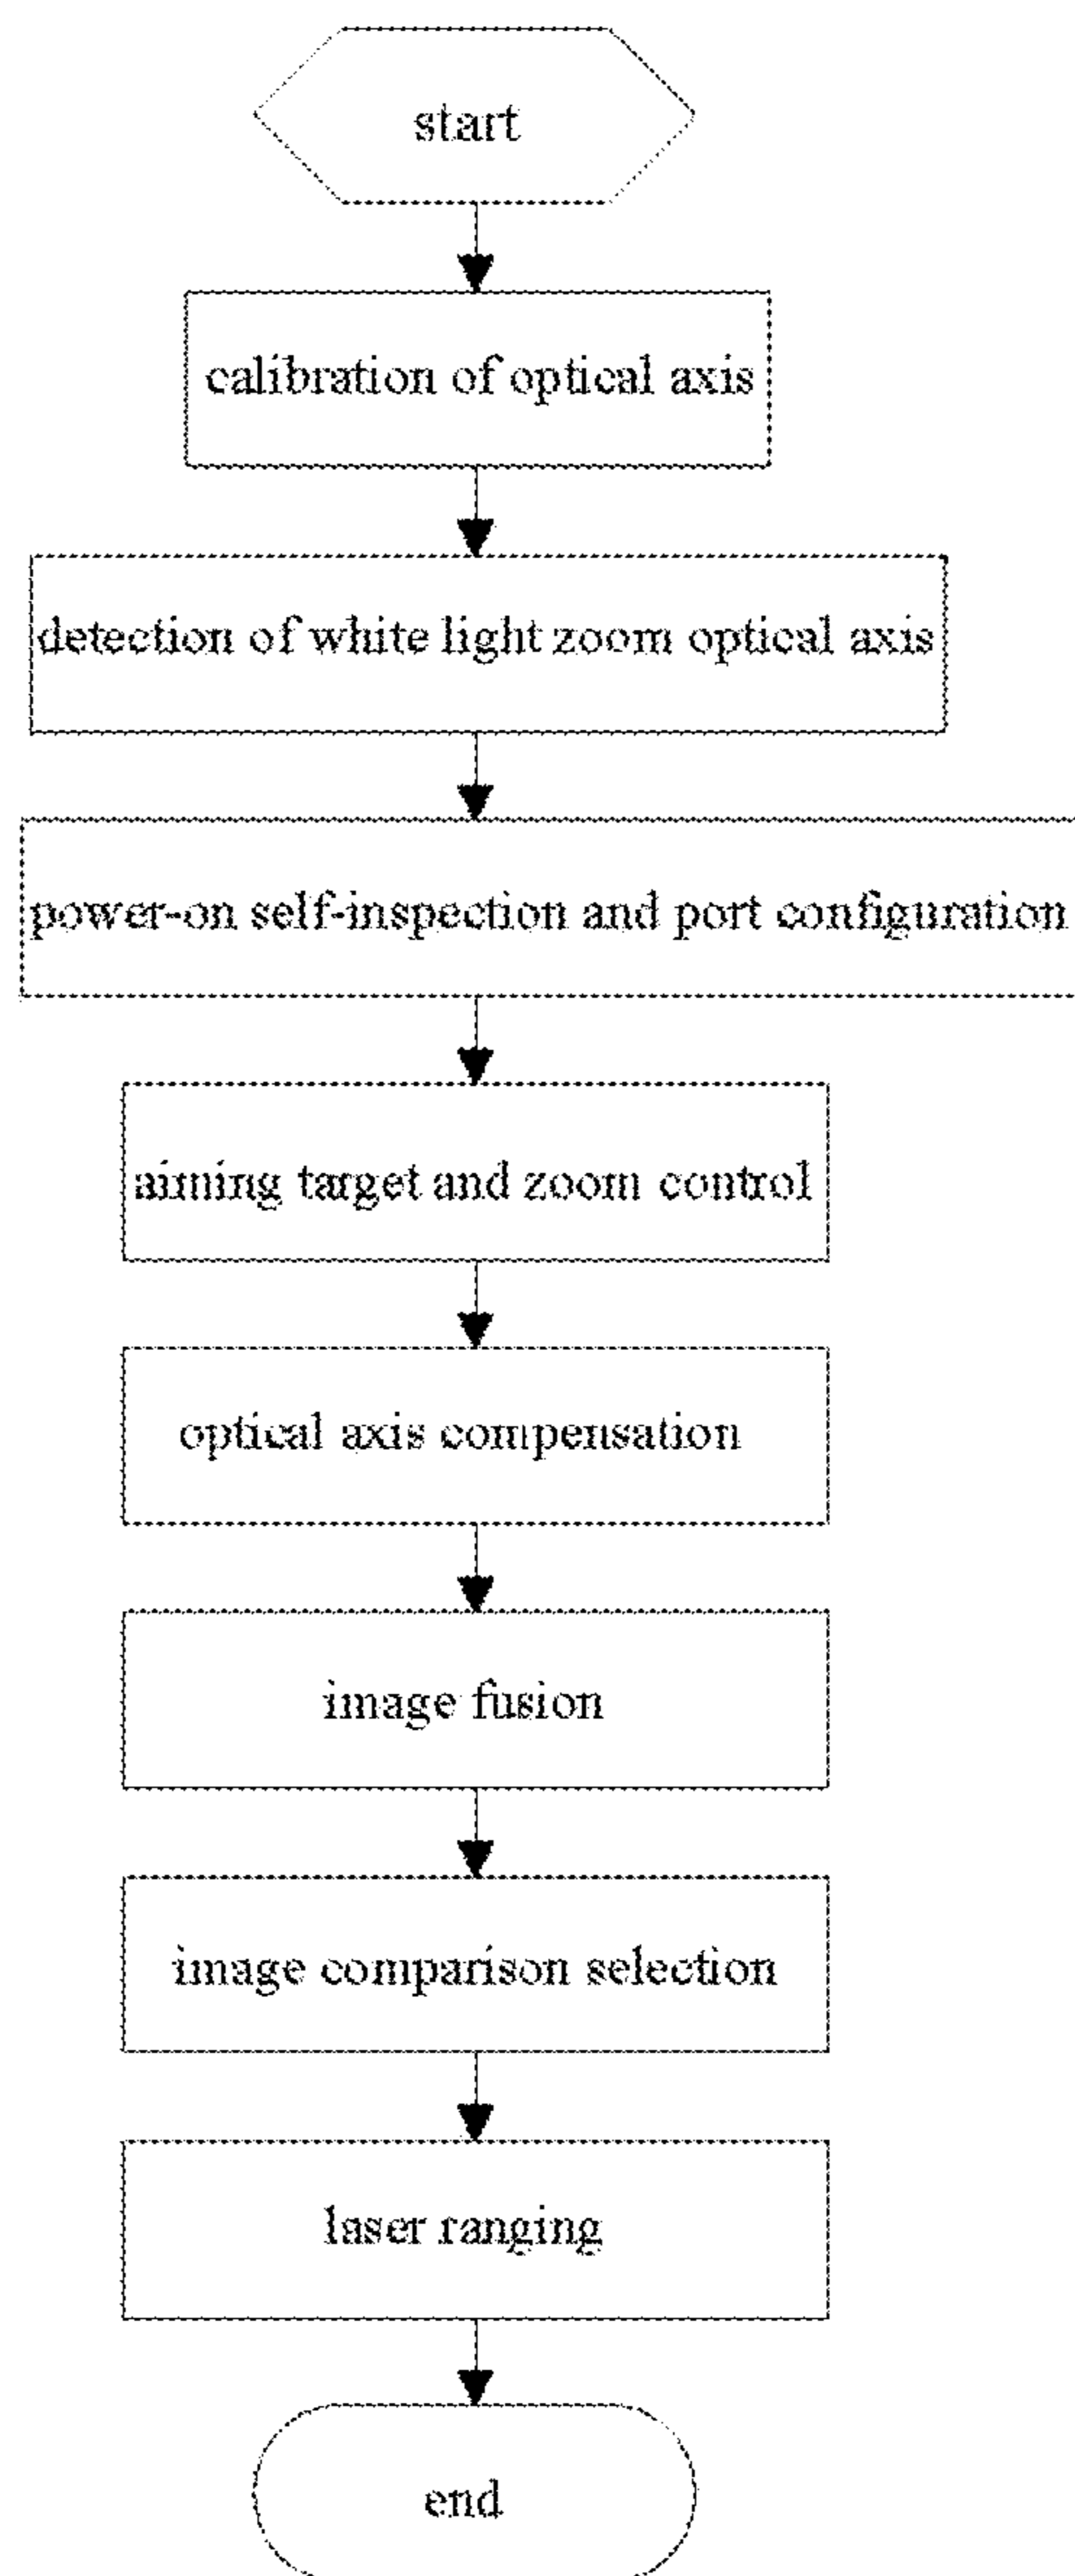 start
calibration of optical axis
detection of white light zoom optical axis
power-on self-inspection and port configuration
aiming target and zoom control
optical axis compensation
image fusion
image comparison selection
laser ranging
end